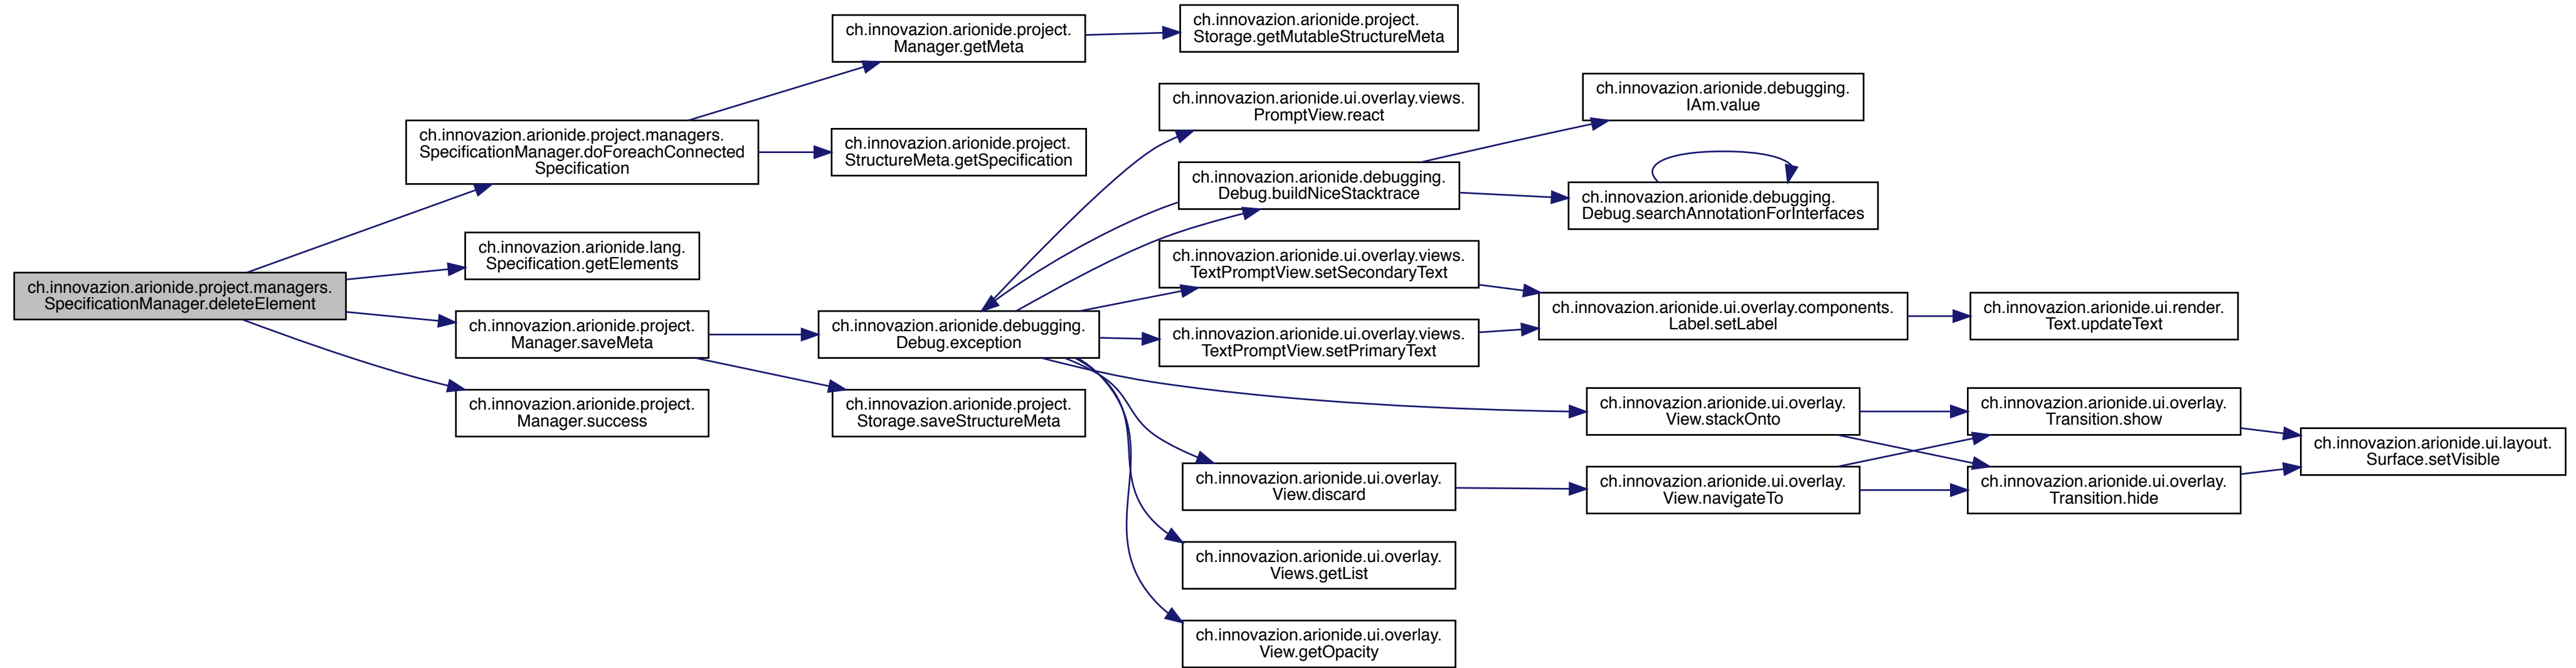 ch.innovazion.arionide.project.managers.
SpecificationManager.deleteElement
ch.innovazion.arionide.project.managers.
SpecificationManager.doForeachConnected
Specification
ch.innovazion.arionide.lang.
Specification.getElements
ch.innovazion.arionide.project.
Manager.saveMeta
ch.innovazion.arionide.project.
Manager.success
ch.innovazion.arionide.project.
Manager.getMeta
ch.innovazion.arionide.project.
StructureMeta.getSpecification
ch.innovazion.arionide.debugging.
Debug.exception
ch.innovazion.arionide.project.
Storage.saveStructureMeta
ch.innovazion.arionide.project.
Storage.getMutableStructureMeta
ch.innovazion.arionide.ui.overlay.views.
PromptView.react
ch.innovazion.arionide.debugging.
Debug.buildNiceStacktrace
ch.innovazion.arionide.ui.overlay.views.
TextPromptView.setSecondaryText
ch.innovazion.arionide.ui.overlay.views.
TextPromptView.setPrimaryText
ch.innovazion.arionide.ui.overlay.
View.discard
ch.innovazion.arionide.ui.overlay.
Views.getList
ch.innovazion.arionide.ui.overlay.
View.getOpacity
ch.innovazion.arionide.debugging.
IAm.value
ch.innovazion.arionide.debugging.
Debug.searchAnnotationForInterfaces
ch.innovazion.arionide.ui.overlay.components.
Label.setLabel
ch.innovazion.arionide.ui.overlay.
View.stackOnto
ch.innovazion.arionide.ui.overlay.
View.navigateTo
ch.innovazion.arionide.ui.render.
Text.updateText
ch.innovazion.arionide.ui.overlay.
Transition.show
ch.innovazion.arionide.ui.overlay.
Transition.hide
ch.innovazion.arionide.ui.layout.
Surface.setVisible